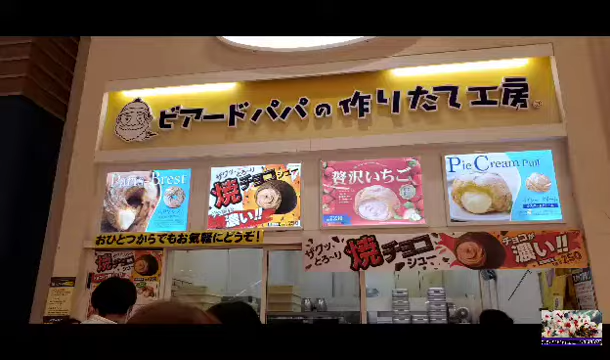 ビアードパパの作りたて工房
Paris-Brest
ザクッ、とろ〜り
焼チョコシュー
濃い!!
贅沢いちご
Pie Cream Puff
おひとつからでもお気軽にどうぞ!
ザクッ、とろ〜り
焼チョコシュー
チョコが濃い!!
250